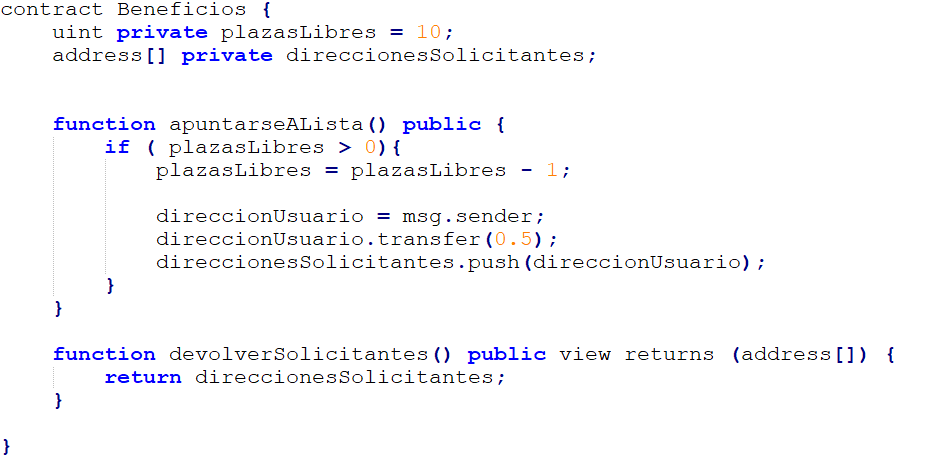 contract Beneficios {
    uint private plazasLibres = 10;
    address[] private direccionesSolicitantes;
    function apuntarseALista() public {
        if ( plazasLibres > 0){
            plazasLibres = plazasLibres - 1;
            direccionUsuario = msg.sender;
            direccionUsuario.transfer(0.5);
            direccionesSolicitantes.push(direccionUsuario);
        }
    }
    function devolverSolicitantes() public view returns (address[]) {
        return direccionesSolicitantes;
    }
}